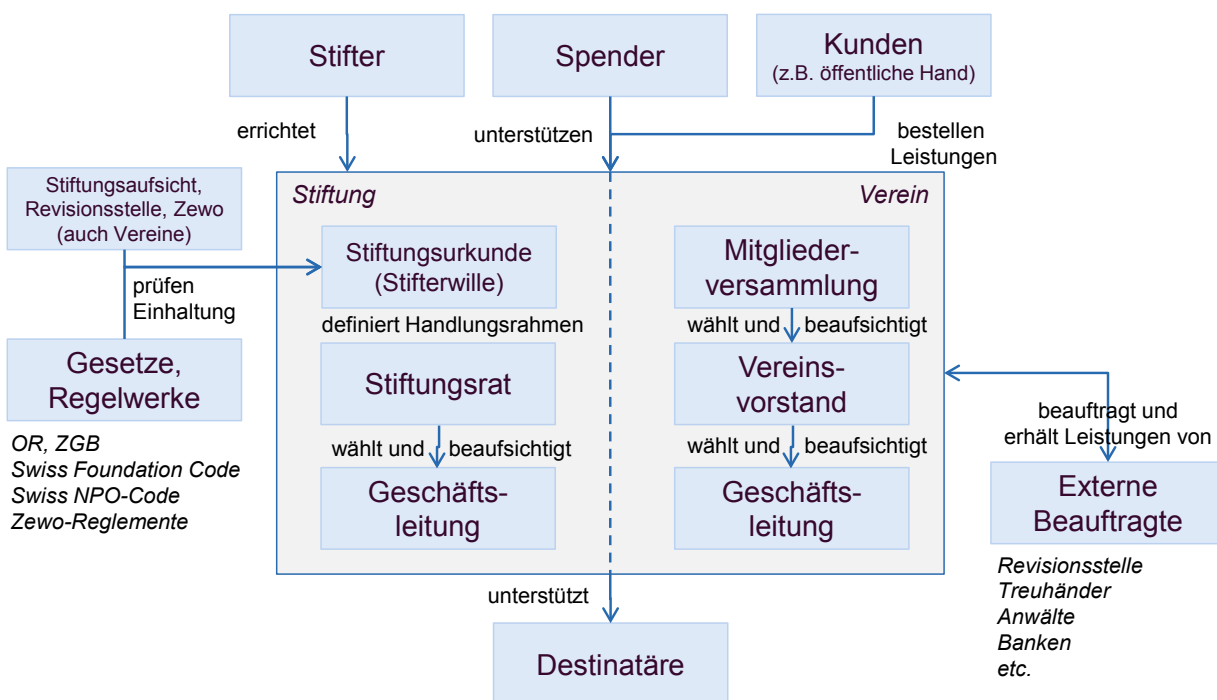 Stifter
Spender
Kunden
(z.B. öffentliche Hand)
errichtet
unterstützen
bestellen
Leistungen
Stiftungsaufsicht,
Revisionsstelle, Zewo
(auch Vereine)
prüfen
Einhaltung
Gesetze,
Regelwerke
OR, ZGB
Swiss Foundation Code
Swiss NPO-Code
Zewo-Reglemente
Stiftung
Stiftungsurkunde
(Stifterwille)
definiert Handlungsrahmen
Stiftungsrat
wählt und beaufsichtigt
Geschäfts-
leitung
Verein
Mitglieder-
versammlung
wählt und beaufsichtigt
Vereins-
vorstand
wählt und beaufsichtigt
Geschäfts-
leitung
beauftragt und
erhält Leistungen von
Externe
Beauftragte
Revisionsstelle
Treuhänder
Anwälte
Banken
etc.
unterstützt
Destinatäre